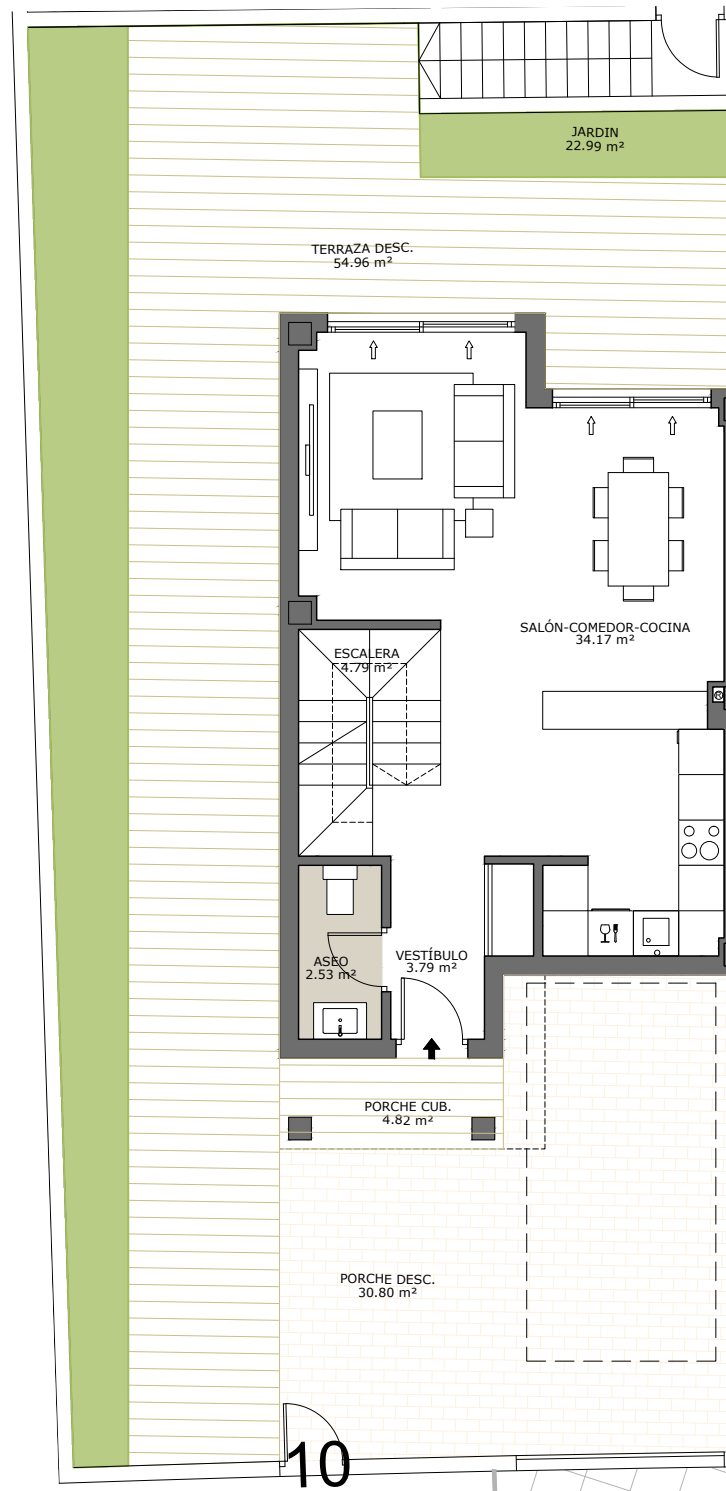 JARDIN
22.99 m²
TERRAZA DESC.
54.96 m²
SALÓN-COMEDOR-COCINA
34.17 m²
ESCALERA
4.79 m²
R
ASEO
2.53 m²
VESTÍBULO
3.79 m²
PORCHE CUB.
4.82 m²
PORCHE DESC.
30.80 m²
10